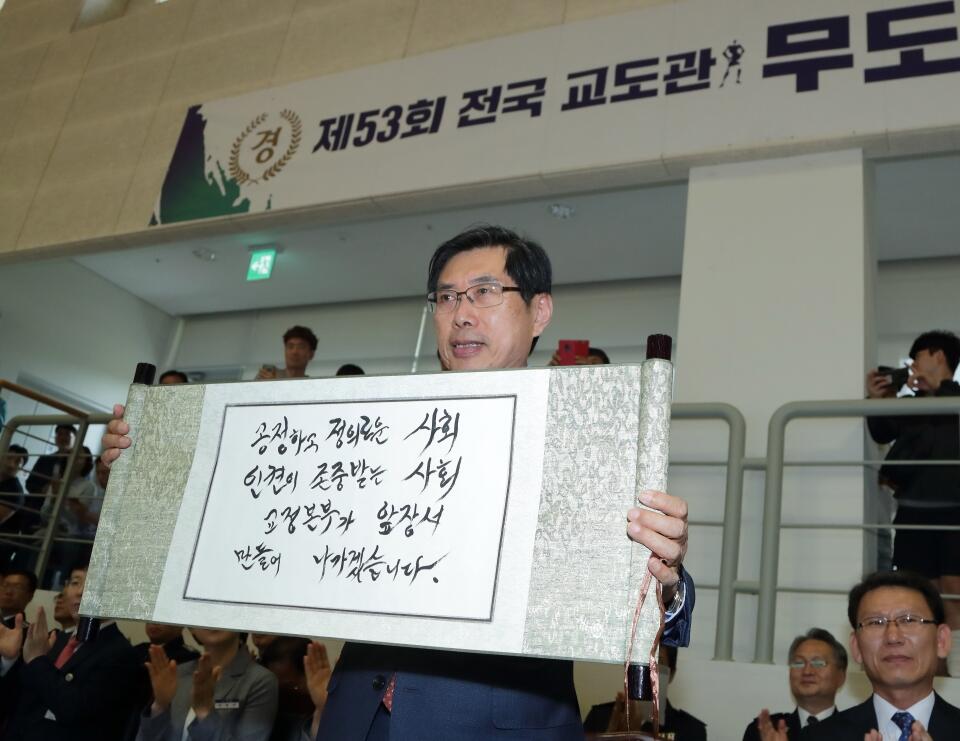 경
제53회 전국 교도관 무도
공정하고 정의로운 사회
인권이 존중받는 사회
교정본부가 앞장서
만들어 나가겠습니다.